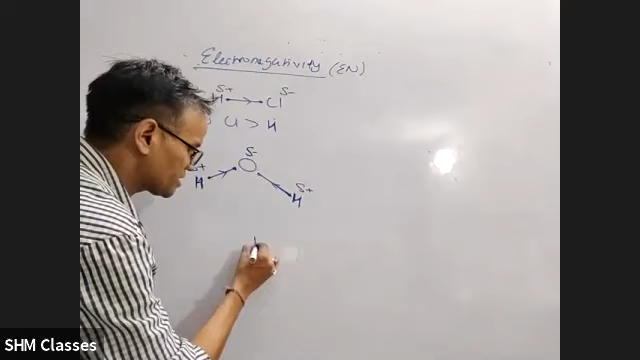 Electronegativity (EN)
δ+ δ-
H Cl
Cl > H
δ-
δ+ O
H δ+
H
SHM Classes